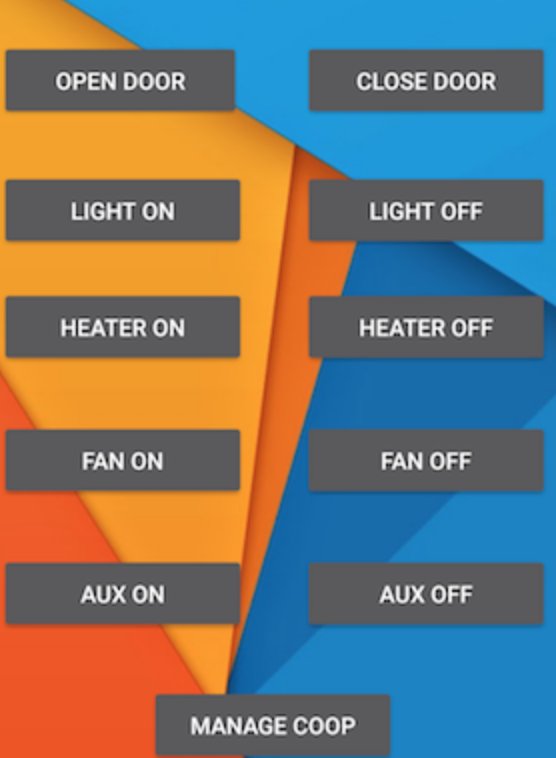 OPEN DOOR
CLOSE DOOR
LIGHT ON
LIGHT OFF
HEATER ON
HEATER OFF
FAN ON
FAN OFF
AUX ON
AUX OFF
MANAGE COOP